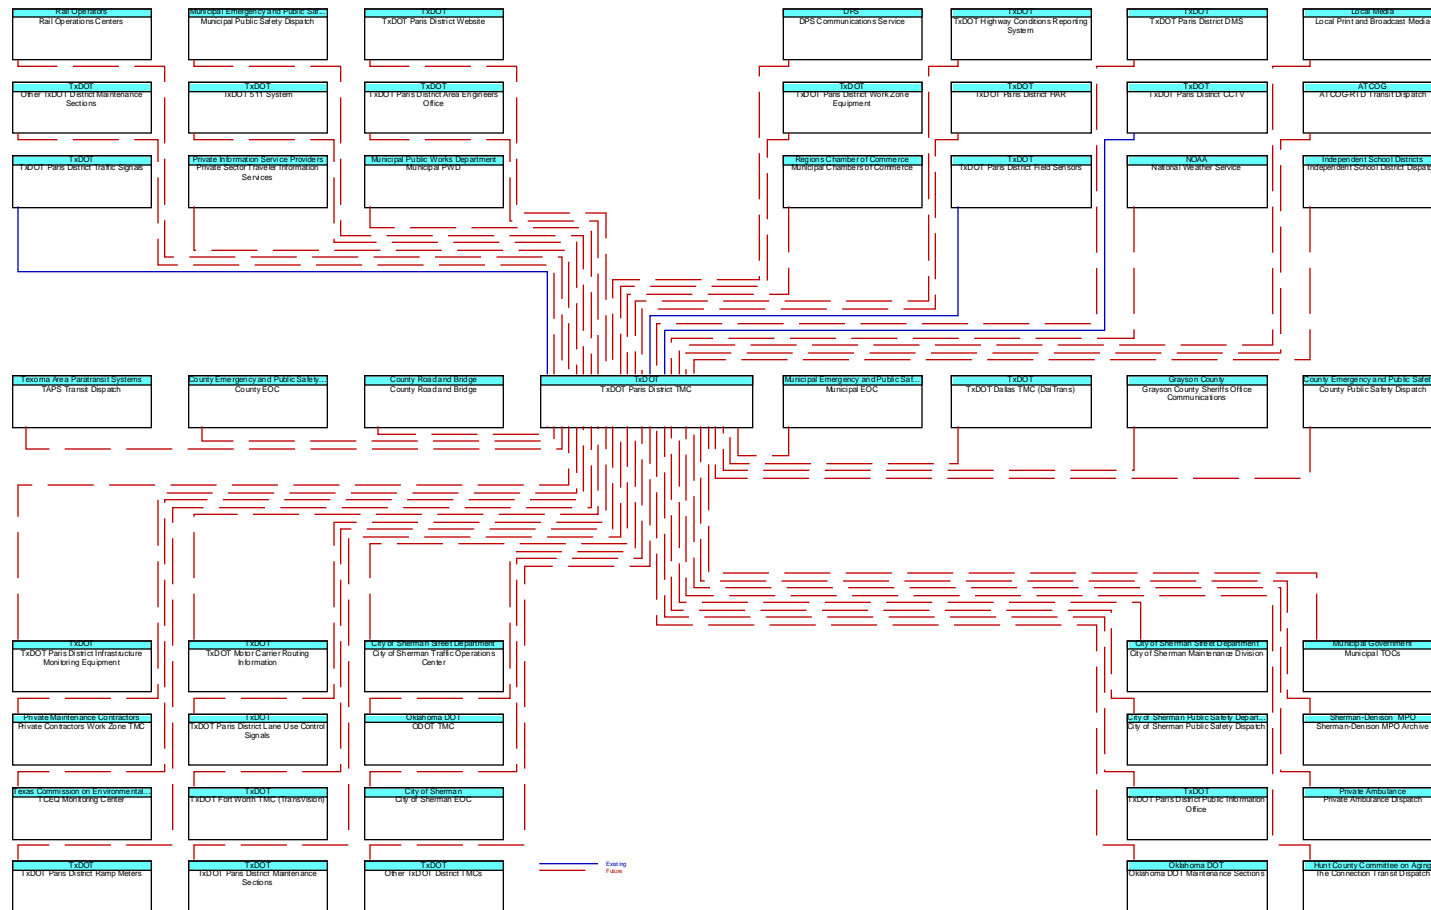 Rail Operators
Rail Operations Centers
Municipal Emergency and Public Saf...
Municipal Public Safety Dispatch
TxDOT
TxDOT Paris District Website
DPS
DPS Communications Service
TxDOT
TxDOT Highway Conditions Reporting
System
TxDOT
TxDOT Paris District DMS
Local Media
Local Print and Broadcast Media
TxDOT
Other TxDOT District Maintenance
Sections
TxDOT
TxDOT 511 System
TxDOT
TxDOT Paris District Area Engineers
Office
TxDOT
TxDOT Paris District Work Zone
Equipment
TxDOT
TxDOT Paris District HAR
TxDOT
TxDOT Paris District CCTV
ATCOG
ATCOG-RTD Transit Dispatch
TxDOT
TxDOT Paris District Traffic Signals
Private Information Service Providers
Private Sector Traveler Information
Services
Municipal Public Works Department
Municipal PWD
Regions Chamber of Commerce
Municipal Chambers of Commerce
TxDOT
TxDOT Paris District Field Sensors
NOAA
National Weather Service
Independent School Districts
Independent School District Dispatc
Texoma Area Paratransit Systems
TAPS Transit Dispatch
County Emergency and Public Safety...
County EOC
County Road and Bridge
County Road and Bridge
TxDOT
TxDOT Paris District TMC
Municipal Emergency and Public Saf...
Municipal EOC
TxDOT
TxDOT Dallas TMC (DalTrans)
Grayson County
Grayson County Sheriffs Office
Communications
County Emergency and Public Safet
County Public Safety Dispatch
TxDOT
TxDOT Paris District Infrastructure
Monitoring Equipment
TxDOT
TxDOT Motor Carrier Routing
Information
City of Sherman Street Department
City of Sherman Traffic Operations
Center
City of Sherman Street Department
City of Sherman Maintenance Division
Municipal Government
Municipal TOCs
Private Maintenance Contractors
Private Contractors Work Zone TMC
TxDOT
TxDOT Paris District Lane Use Control
Signals
Oklahoma DOT
ODOT TMC
City of Sherman Public Safety Depart...
City of Sherman Public Safety Dispatch
Sherman-Denison MPO
Sherman-Denison MPO Archive
Texas Commission on Environmental...
TCEQ Monitoring Center
TxDOT
TxDOT Fort Worth TMC (TransVision)
City of Sherman
City of Sherman EOC
TxDOT
TxDOT Paris District Public Information
Office
Private Ambulance
Private Ambulance Dispatch
TxDOT
TxDOT Paris District Ramp Meters
TxDOT
TxDOT Paris District Maintenance
Sections
TxDOT
Other TxDOT District TMCs
Existing
Future
Oklahoma DOT
Oklahoma DOT Maintenance Sections
Hunt County Committee on Aging
The Connection Transit Dispatch